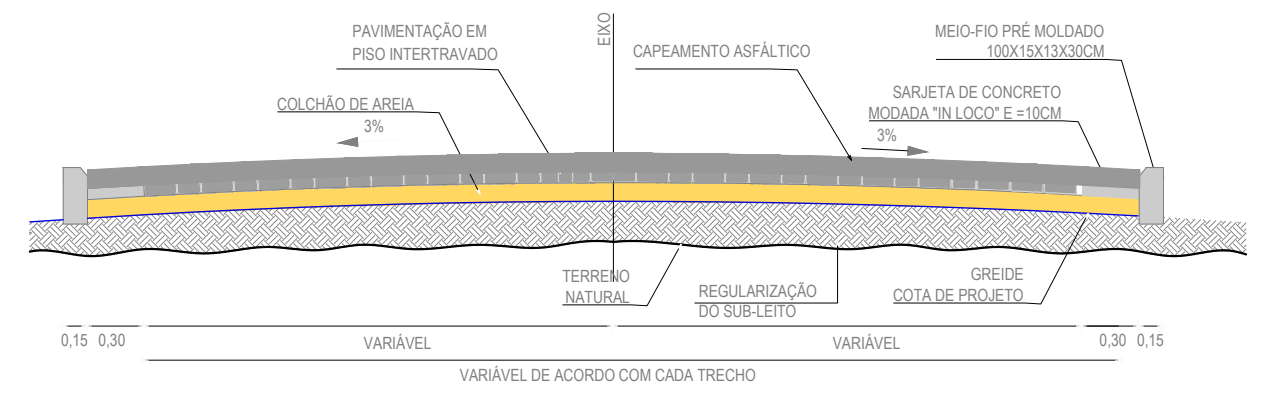 PAVIMENTAÇÃO EM
PISO INTERTRAVADO
EIXO
CAPEAMENTO ASFÁLTICO
MEIO-FIO PRÉ MOLDADO
100X15X13X30CM
COLCHÃO DE AREIA
SARJETA DE CONCRETO
MODADA "IN LOCO" E =10CM
3%
3%
TERRENO
NATURAL
REGULARIZAÇÃO
DO SUB-LEITO
GREIDE
COTA DE PROJETO
0,15 0,30 VARIÁVEL VARIÁVEL 0,30 0,15
VARIÁVEL DE ACORDO COM CADA TRECHO